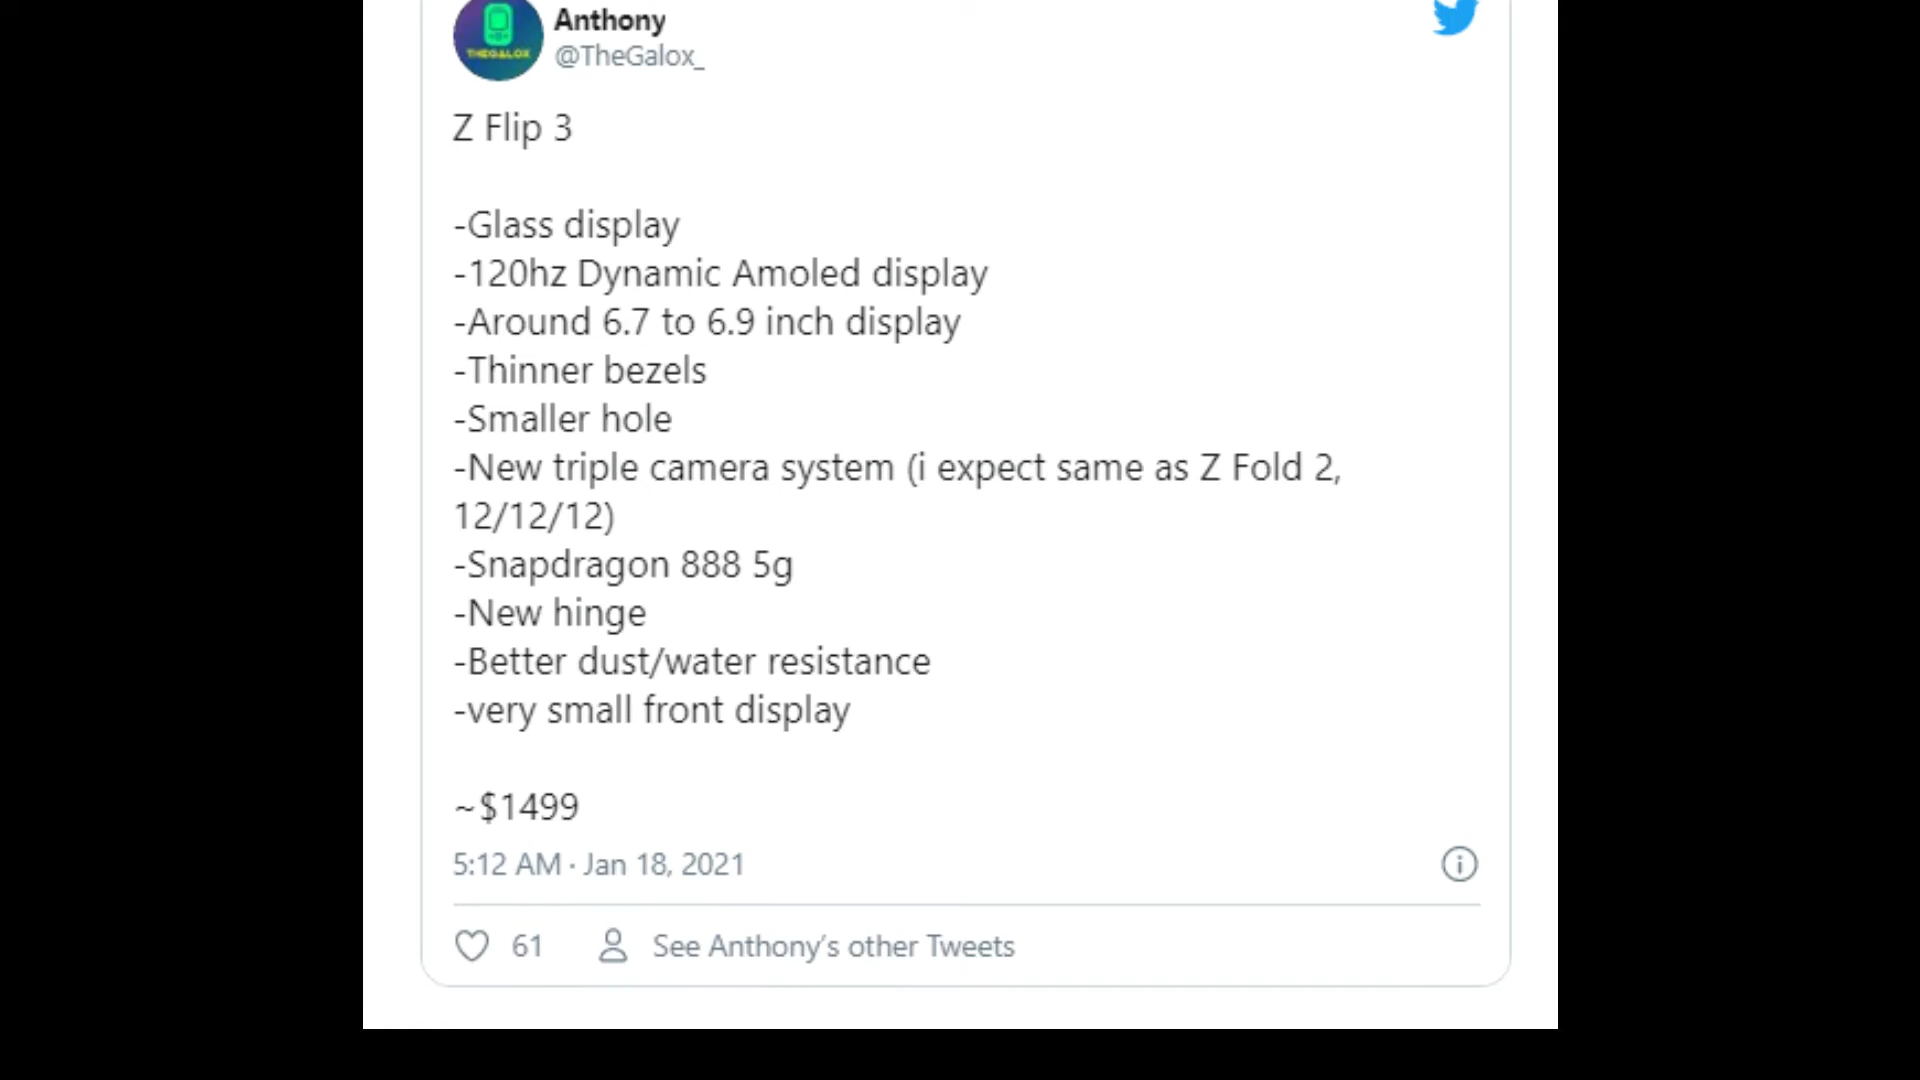 THEGALOX
Anthony
@TheGalox_
Z Flip 3
-Glass display
-120hz Dynamic Amoled display
-Around 6.7 to 6.9 inch display
-Thinner bezels
-Smaller hole
-New triple camera system (i expect same as Z Fold 2,
12/12/12)
-Snapdragon 888 5g
-New hinge
-Better dust/water resistance
-very small front display
~$1499
5:12 AM · Jan 18, 2021
61 See Anthony's other Tweets